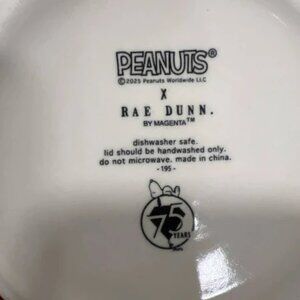 PEANUTS®
©2025 Peanuts Worldwide LLC
X
RAE DUNN.
BY MAGENTA™
dishwasher safe.
lid should be handwashed only.
do not microwave. made in china.
- 195 -
75
YEARS